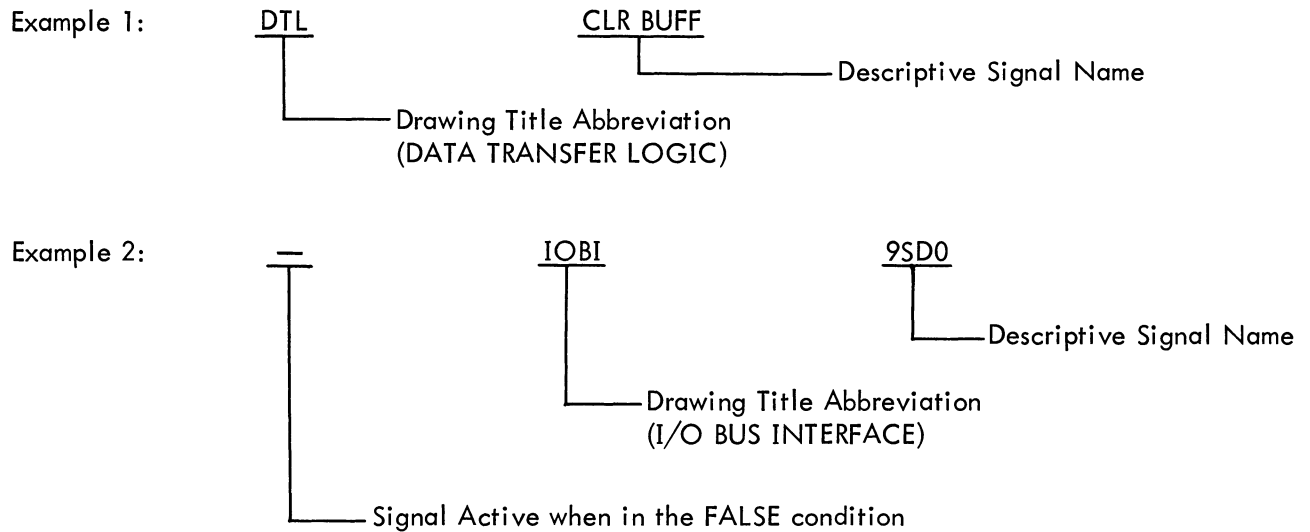 Example 1: DTL CLR BUFF
Descriptive Signal Name
Drawing Title Abbreviation
(DATA TRANSFER LOGIC)
Example 2: — IOBI 9SD0
Descriptive Signal Name
Drawing Title Abbreviation
(I/O BUS INTERFACE)
Signal Active when in the FALSE condition